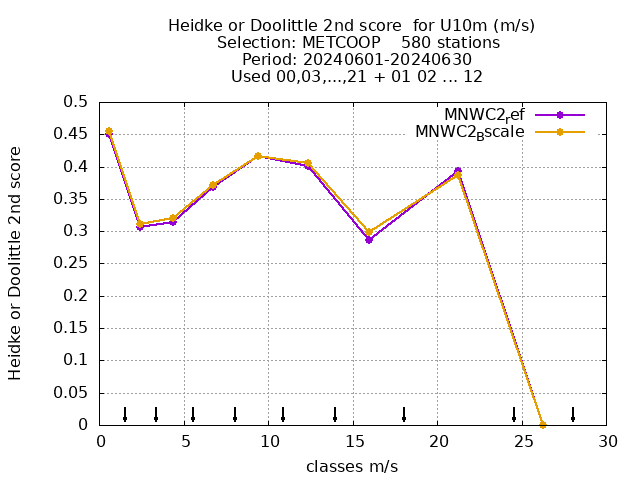 Heidke or Doolittle 2nd score  for U10m (m/s)
Selection: METCOOP    580 stations
Period: 20240601-20240630
Used 00,03,...,21 + 01 02 ... 12
MNWC2ref
MNWC2Bscale
Heidke or Doolittle 2nd score
0.5
0.45
0.4
0.35
0.3
0.25
0.2
0.15
0.1
0.05
0
0 5 10 15 20 25 30
classes m/s